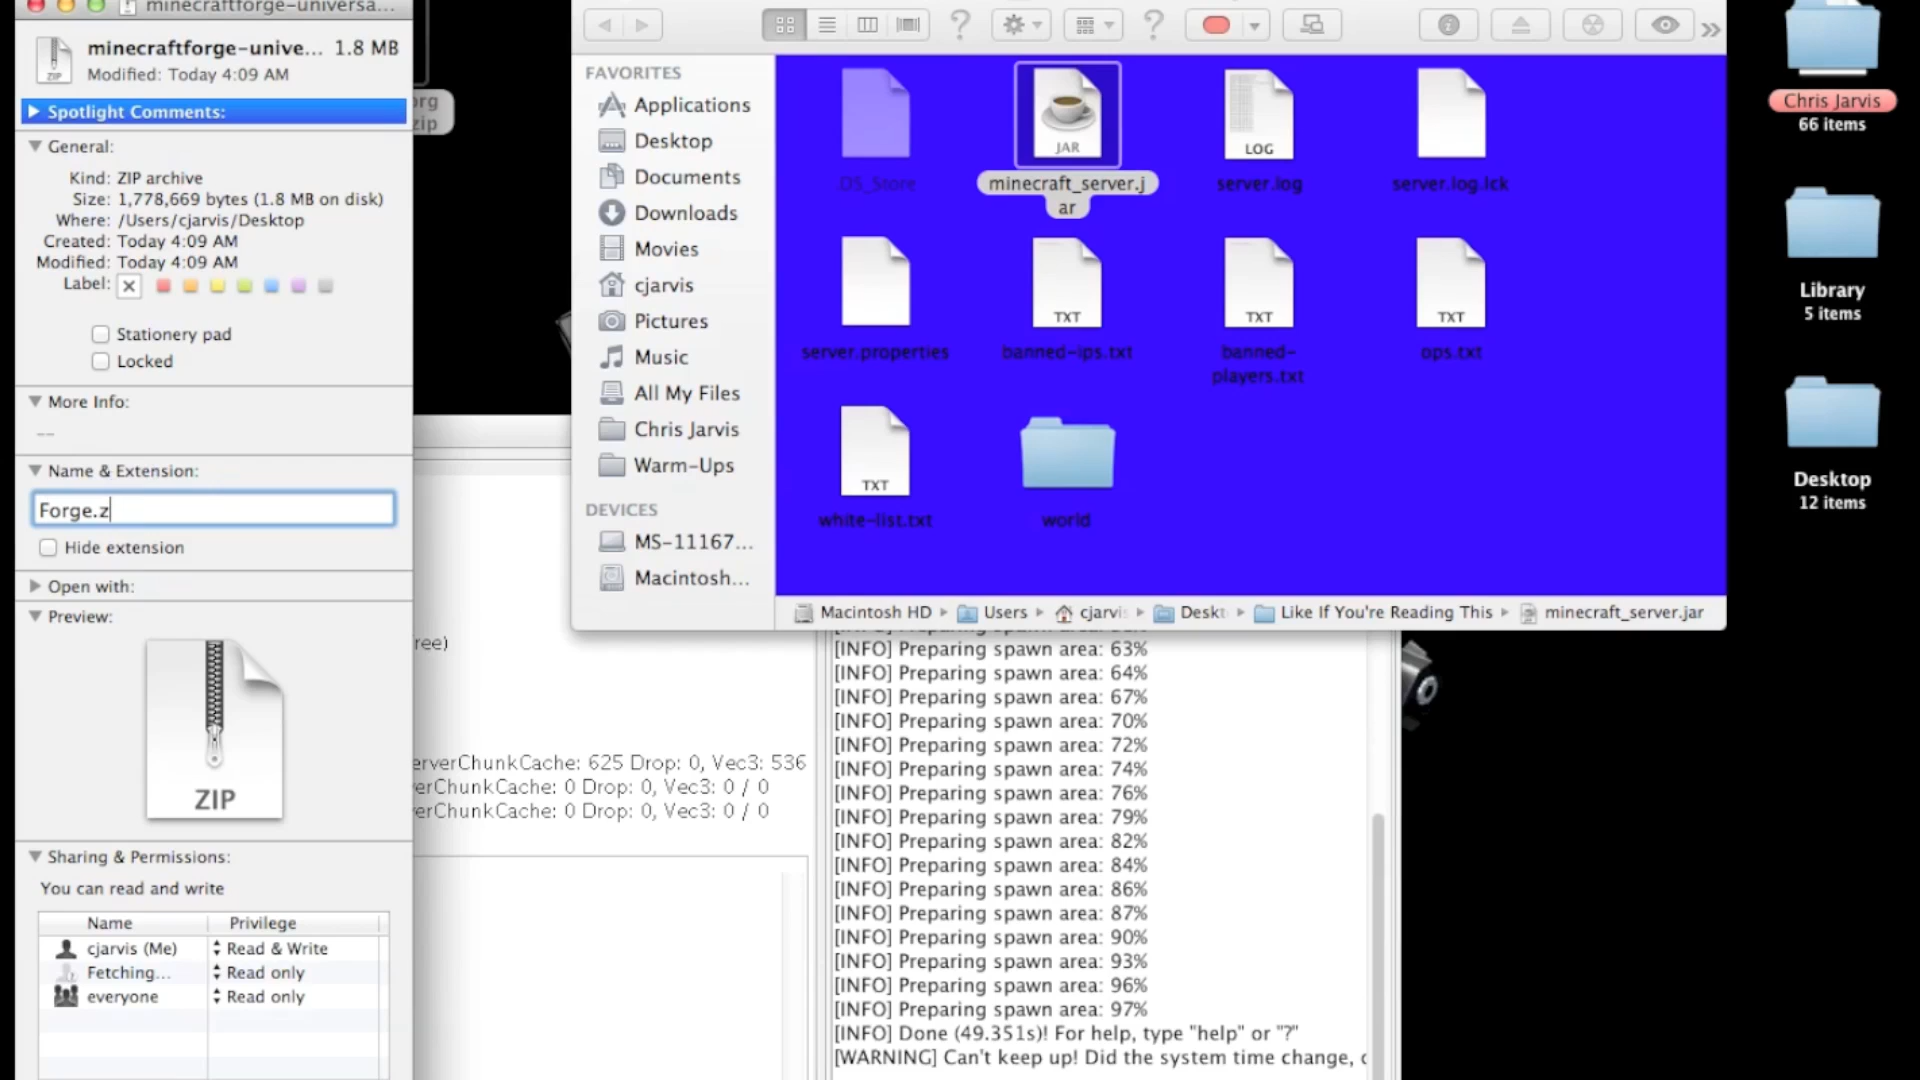 minecraftforge-universa...
minecraftforge-unive... 1.8 MB
Modified: Today 4:09 AM
ZIP
Spotlight Comments:
General:
Kind: ZIP archive
Size: 1,778,669 bytes (1.8 MB on disk)
Where: /Users/cjarvis/Desktop
Created: Today 4:09 AM
Modified: Today 4:09 AM
Label:
Stationery pad
Locked
More Info:
--
Name & Extension:
Forge.z
Hide extension
Open with:
Preview:
ZIP
Sharing & Permissions:
You can read and write
Name Privilege
cjarvis (Me) Read & Write
Fetching... Read only
everyone Read only
org
zip
FAVORITES
Applications
Desktop
Documents
Downloads
Movies
cjarvis
Pictures
Music
All My Files
Chris Jarvis
Warm-Ups
DEVICES
MS-11167...
Macintosh...
DS_Store
JAR
minecraft_server.j
ar
LOG
server.log
server.log.lck
server.properties
TXT
banned-ips.txt
TXT
banned-
players.txt
TXT
ops.txt
TXT
white-list.txt
world
Macintosh HD Users cjarvis Deskt Like If You're Reading This minecraft_server.jar
Chris Jarvis
66 items
Library
5 items
Desktop
12 items
ree)
erverChunkCache: 625 Drop: 0, Vec3: 536
verChunkCache: 0 Drop: 0, Vec3: 0 / 0
verChunkCache: 0 Drop: 0, Vec3: 0 / 0
[INFO] Preparing spawn area: 63%
[INFO] Preparing spawn area: 64%
[INFO] Preparing spawn area: 67%
[INFO] Preparing spawn area: 70%
[INFO] Preparing spawn area: 72%
[INFO] Preparing spawn area: 74%
[INFO] Preparing spawn area: 76%
[INFO] Preparing spawn area: 79%
[INFO] Preparing spawn area: 82%
[INFO] Preparing spawn area: 84%
[INFO] Preparing spawn area: 86%
[INFO] Preparing spawn area: 87%
[INFO] Preparing spawn area: 90%
[INFO] Preparing spawn area: 93%
[INFO] Preparing spawn area: 96%
[INFO] Preparing spawn area: 97%
[INFO] Done (49.351s)! For help, type "help" or "?"
[WARNING] Can't keep up! Did the system time change, o